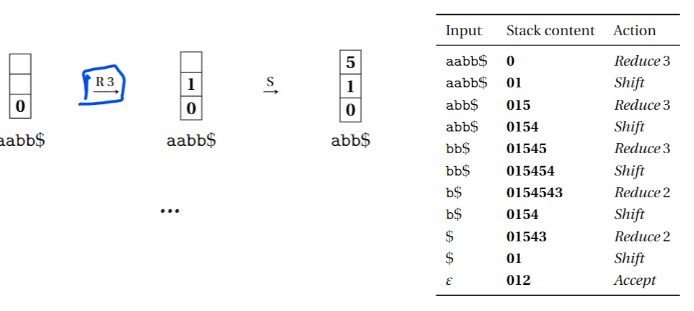 R 3
S
0
1
0
5
1
0
aabb$
aabb$
abb$
...
Input Stack content Action
aabb$ 0 Reduce 3
aabb$ 01 Shift
abb$ 015 Reduce 3
abb$ 0154 Shift
bb$ 01545 Reduce 3
bb$ 015454 Shift
b$ 0154543 Reduce 2
b$ 0154 Shift
$ 01543 Reduce 2
$ 01 Shift
ε 012 Accept